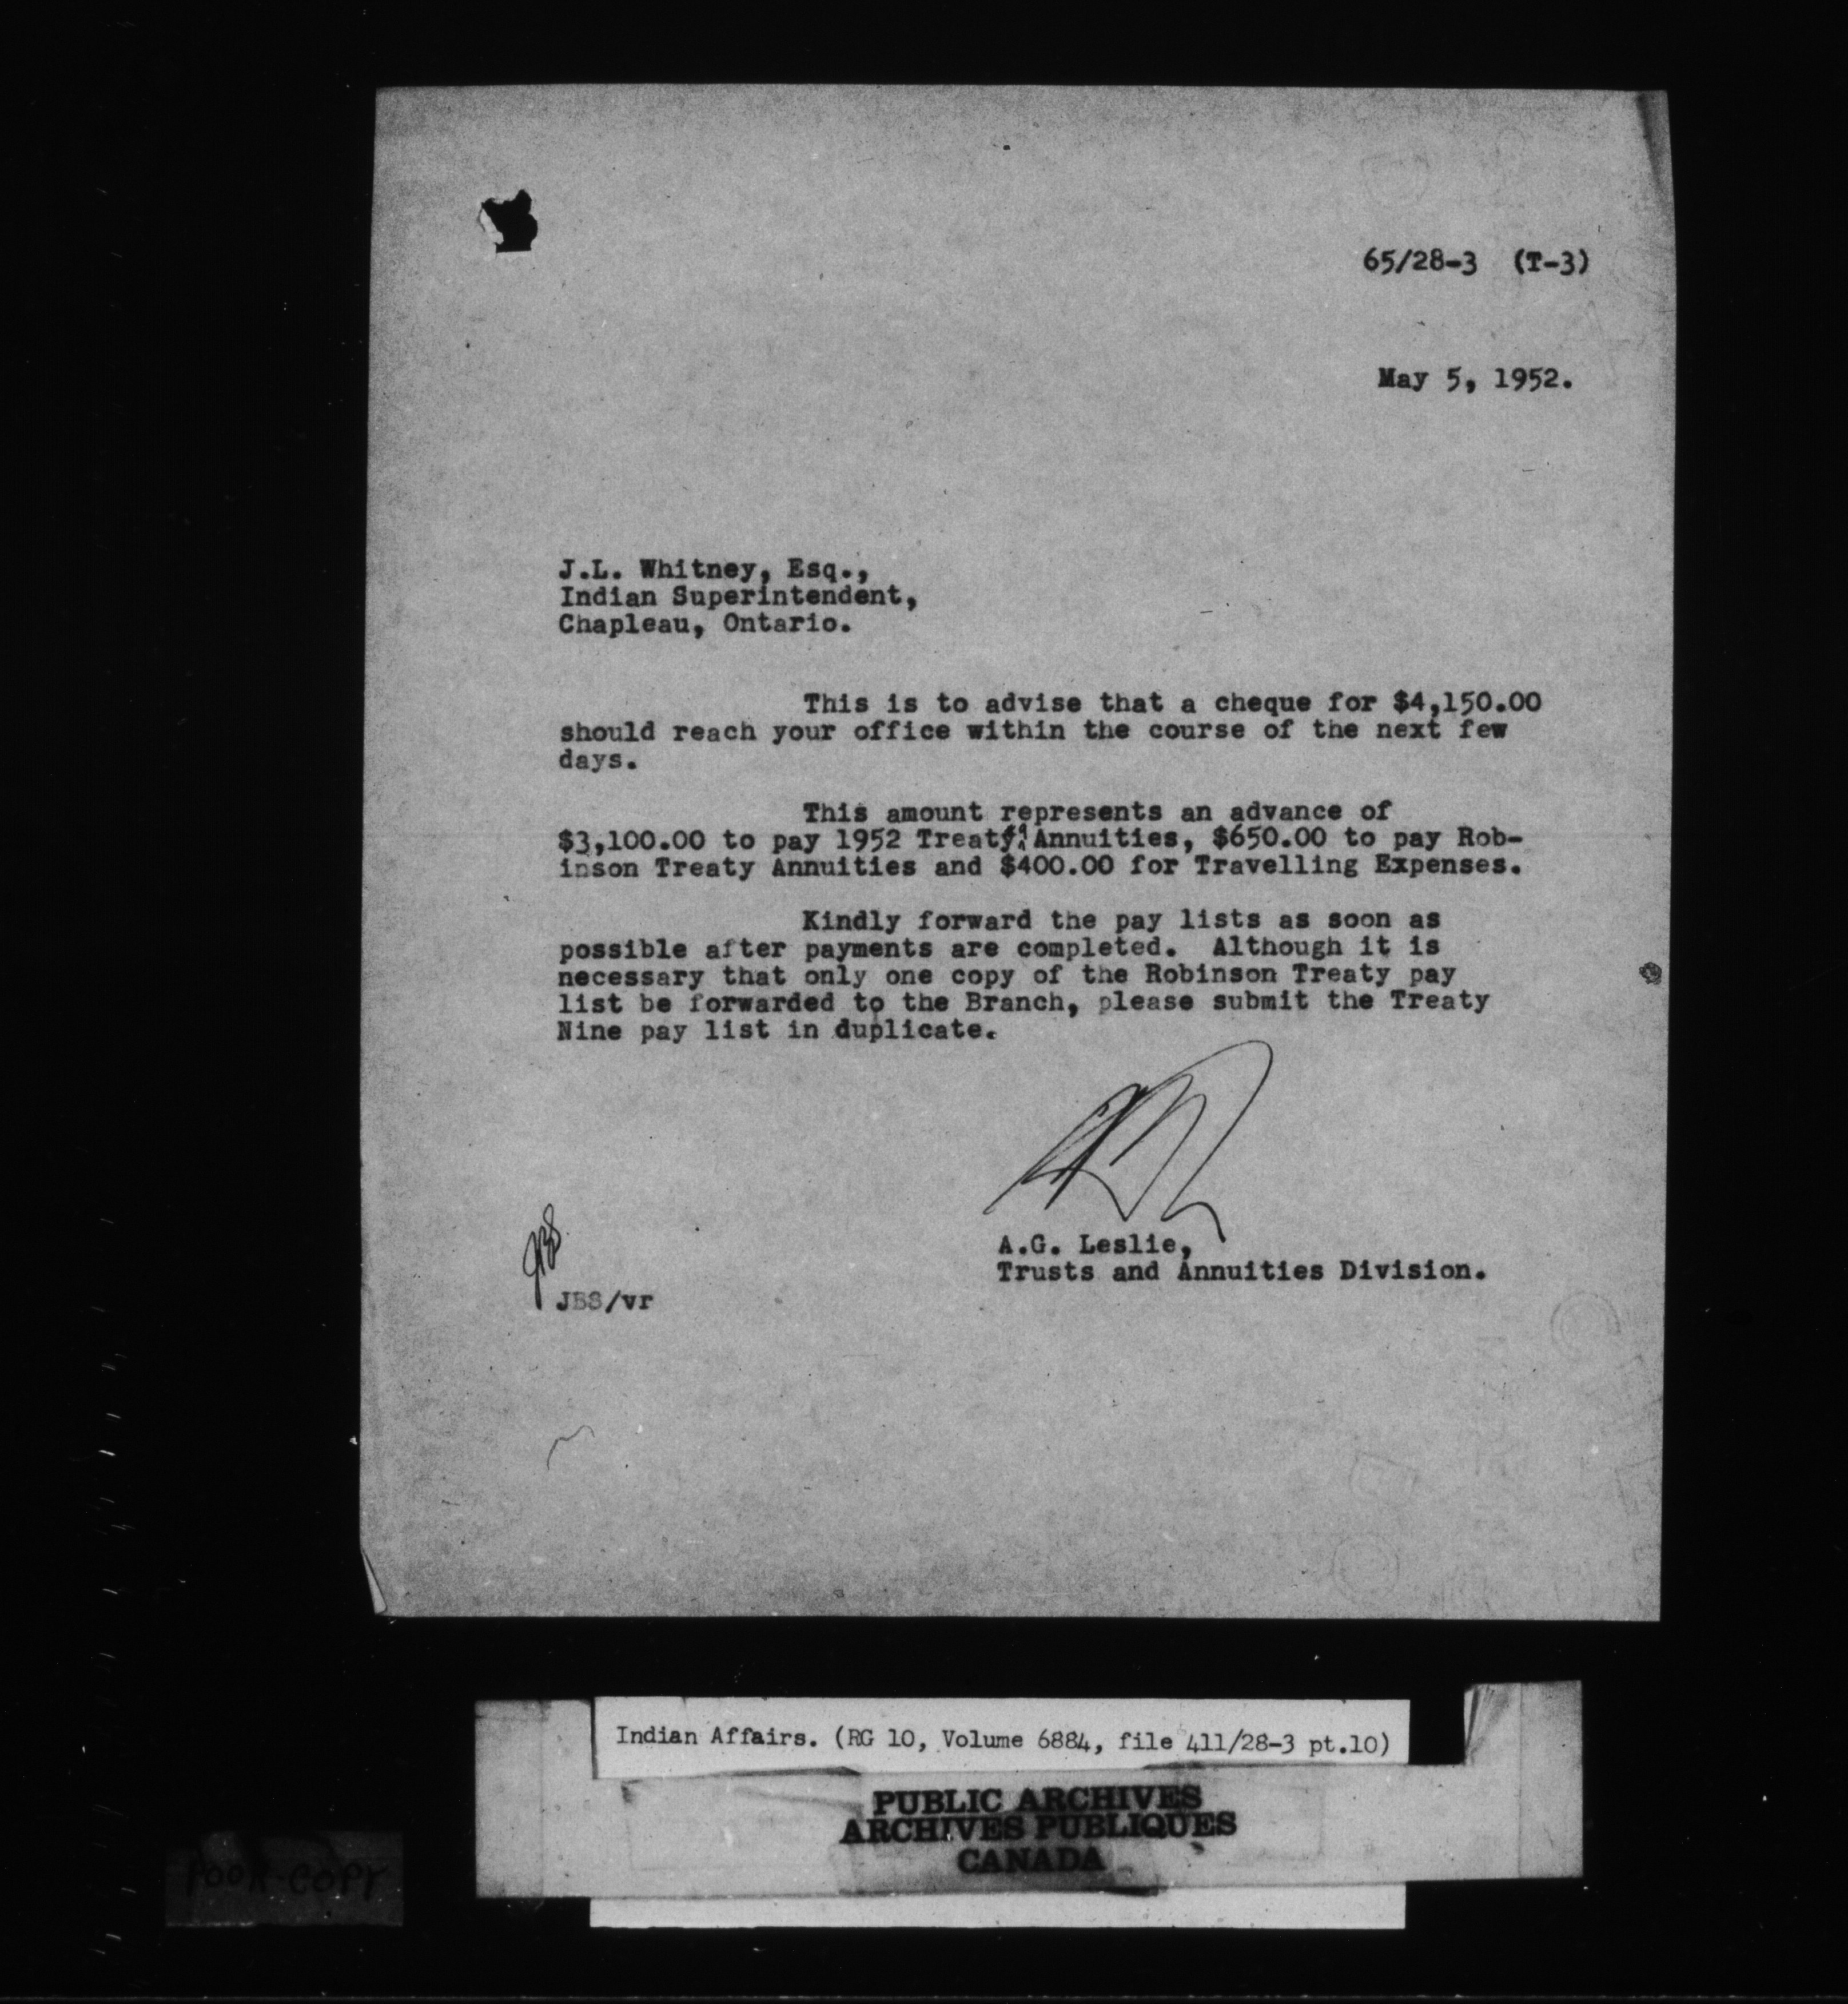 65/28-3 (T-3)
May 5, 1952.
J.L. Whitney, Esq.,
Indian Superintendent,
Chapleau, Ontario.
This is to advise that a cheque for $4,150.00
should reach your office within the course of the next few
days.
This amount represents an advance of
$3,100.00 to pay 1952 Treaty 9 Annuities, $650.00 to pay Rob-
inson Treaty Annuities and $400.00 for Travelling Expenses.
Kindly forward the pay lists as soon as
possible after payments are completed. Although it is
necessary that only one copy of the Robinson Treaty pay
list be forwarded to the Branch, please submit the Treaty
Nine pay list in duplicate.
A.G. Leslie,
Trusts and Annuities Division.
JBS
JBS/vr
Indian Affairs. (RG 10, Volume 6884, file 411/28-3 pt.10)
PUBLIC ARCHIVES
ARCHIVES PUBLIQUES
CANADA
POOR COPY